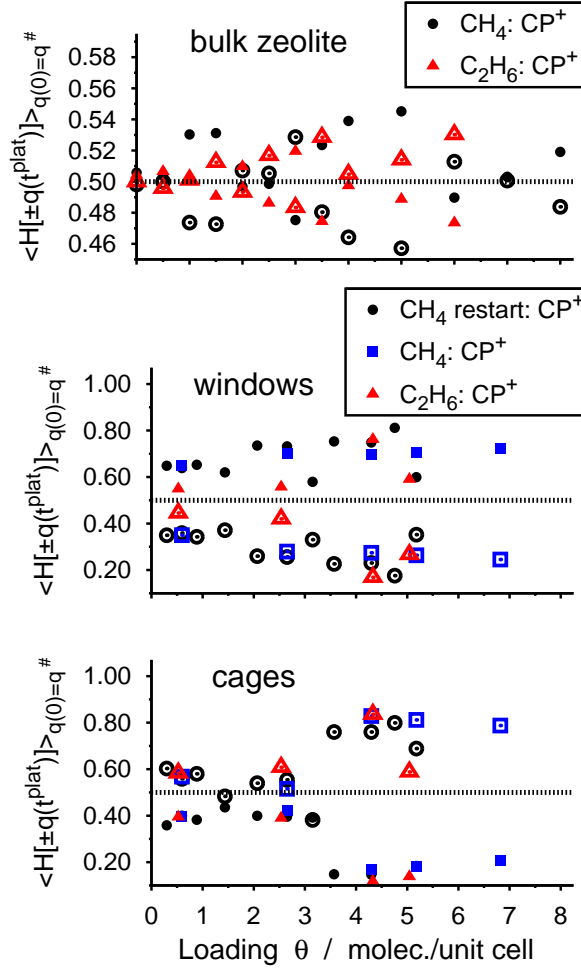 bulk zeolite
CH₄: CP⁺
C₂H₆: CP⁺
<H[±q(t^plat)]>q(0)=q#
0.58
0.56
0.54
0.52
0.50
0.48
0.46
CH₄ restart: CP⁺
CH₄: CP⁺
C₂H₆: CP⁺
windows
<H[±q(t^plat)]>q(0)=q#
1.00
0.80
0.60
0.40
0.20
cages
<H[±q(t^plat)]>q(0)=q#
1.00
0.80
0.60
0.40
0.20
0 1 2 3 4 5 6 7 8
Loading θ / molec./unit cell